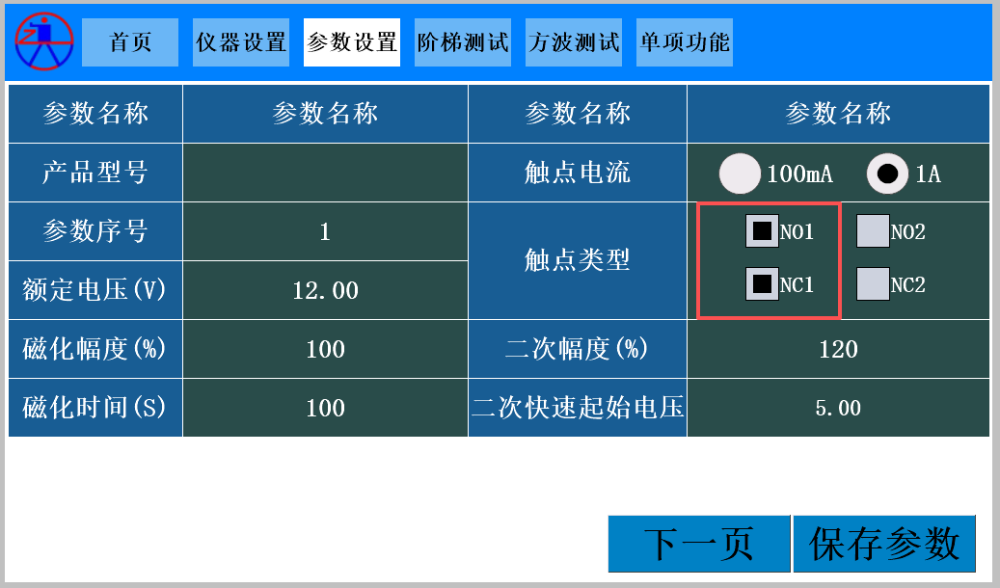 首页 仪器设置 参数设置 阶梯测试 方波测试 单项功能
参数名称 参数名称 参数名称 参数名称
产品型号 触点电流 100mA 1A
参数序号 1 触点类型 NO1 NO2
额定电压(V) 12.00 NC1 NC2
磁化幅度(%) 100 二次幅度(%) 120
磁化时间(S) 100 二次快速起始电压 5.00
下一页 保存参数